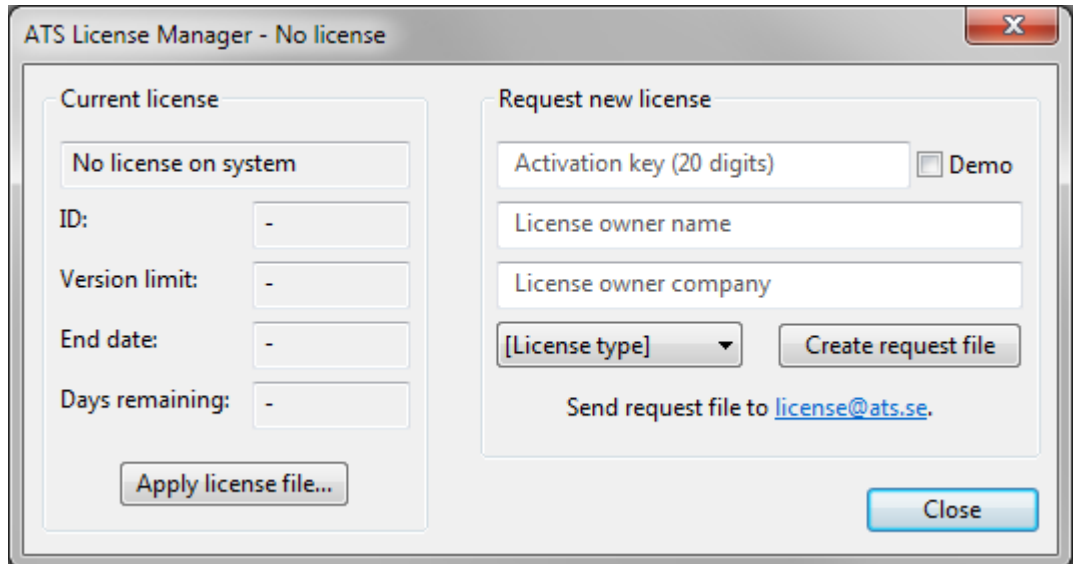 ATS License Manager - No license
Current license
No license on system
ID: -
Version limit: -
End date: -
Days remaining: -
Apply license file...
Request new license
Activation key (20 digits) Demo
License owner name
License owner company
[License type] Create request file
Send request file to license@ats.se.
Close